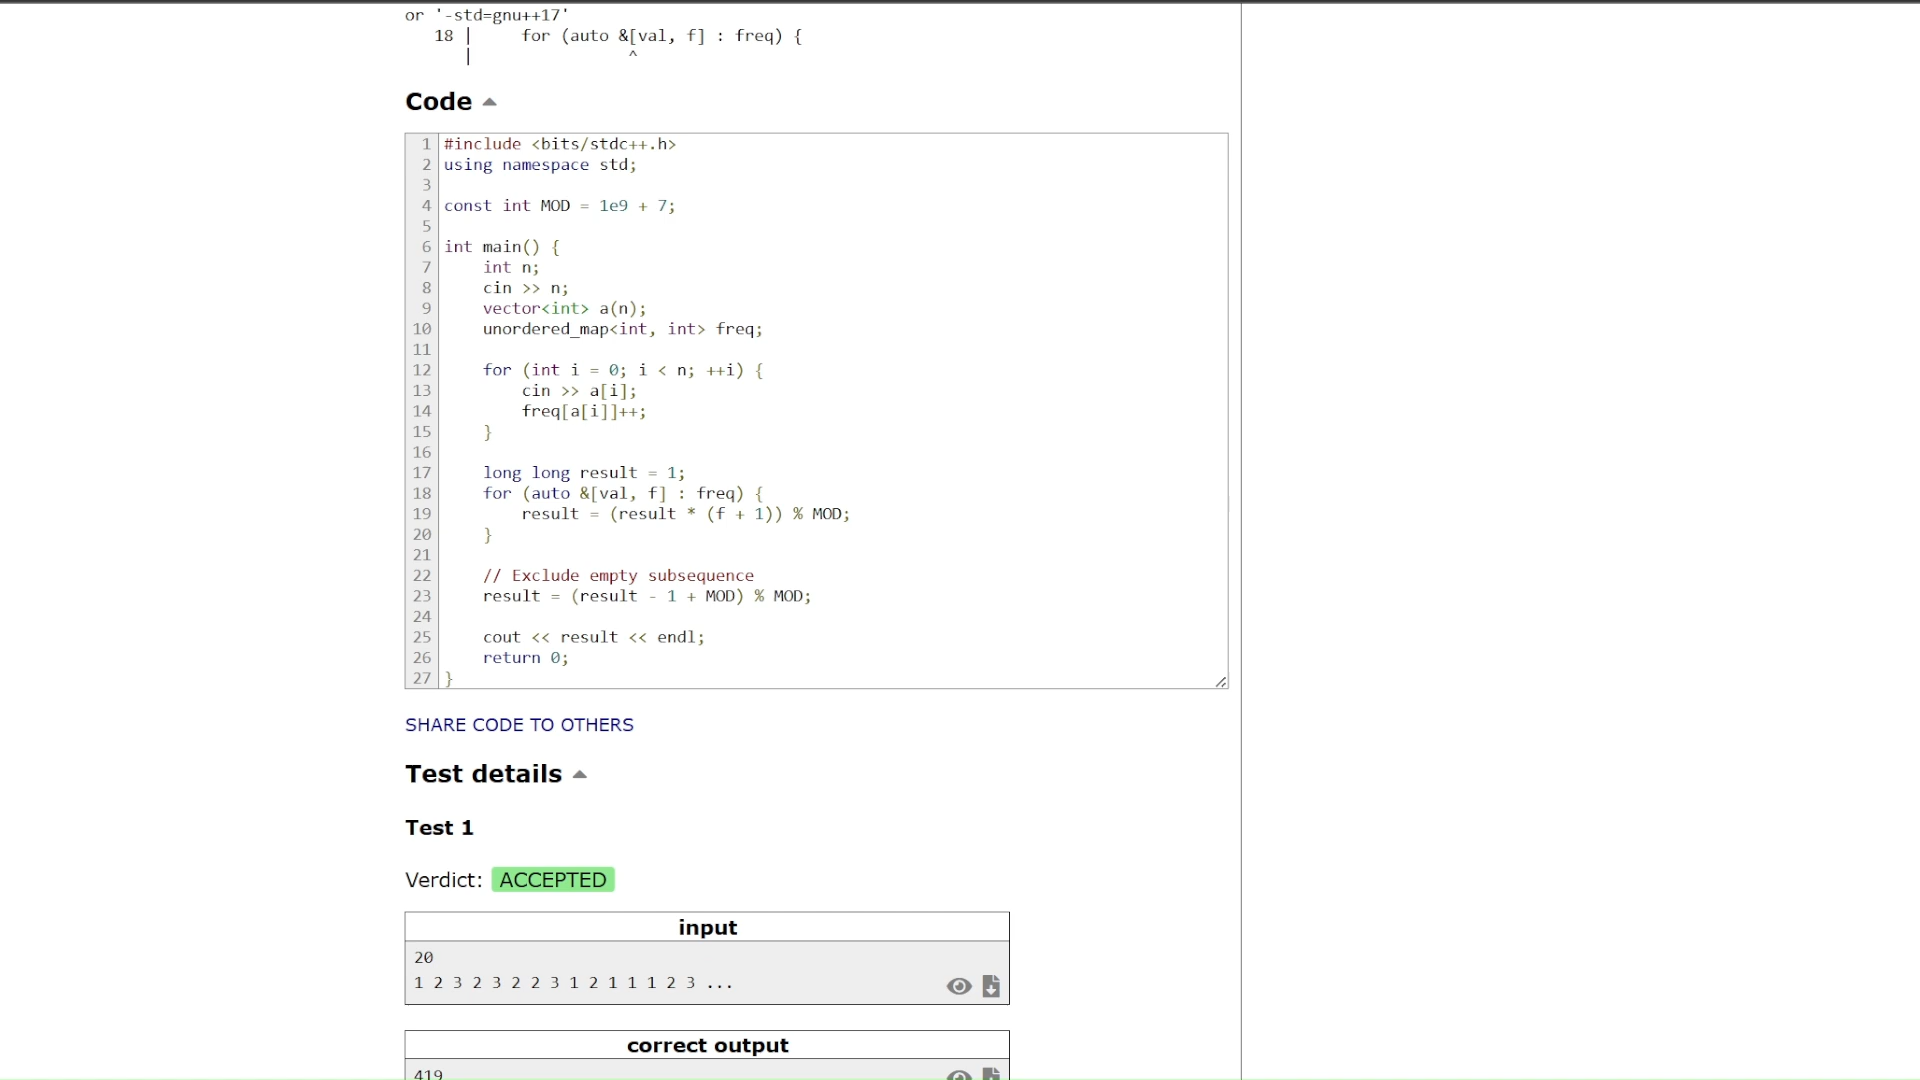 or '-std=gnu++17'
18 |     for (auto &[val, f] : freq) {
|                ^
Code
1 #include <bits/stdc++.h>
2 using namespace std;
3
4 const int MOD = 1e9 + 7;
5
6 int main() {
7     int n;
8     cin >> n;
9     vector<int> a(n);
10     unordered_map<int, int> freq;
11
12     for (int i = 0; i < n; ++i) {
13         cin >> a[i];
14         freq[a[i]]++;
15     }
16
17     long long result = 1;
18     for (auto &[val, f] : freq) {
19         result = (result * (f + 1)) % MOD;
20     }
21
22     // Exclude empty subsequence
23     result = (result - 1 + MOD) % MOD;
24
25     cout << result << endl;
26     return 0;
27 }
SHARE CODE TO OTHERS
Test details
Test 1
Verdict: ACCEPTED
input
20
1 2 3 2 3 2 2 3 1 2 1 1 1 2 3 ...
correct output
419